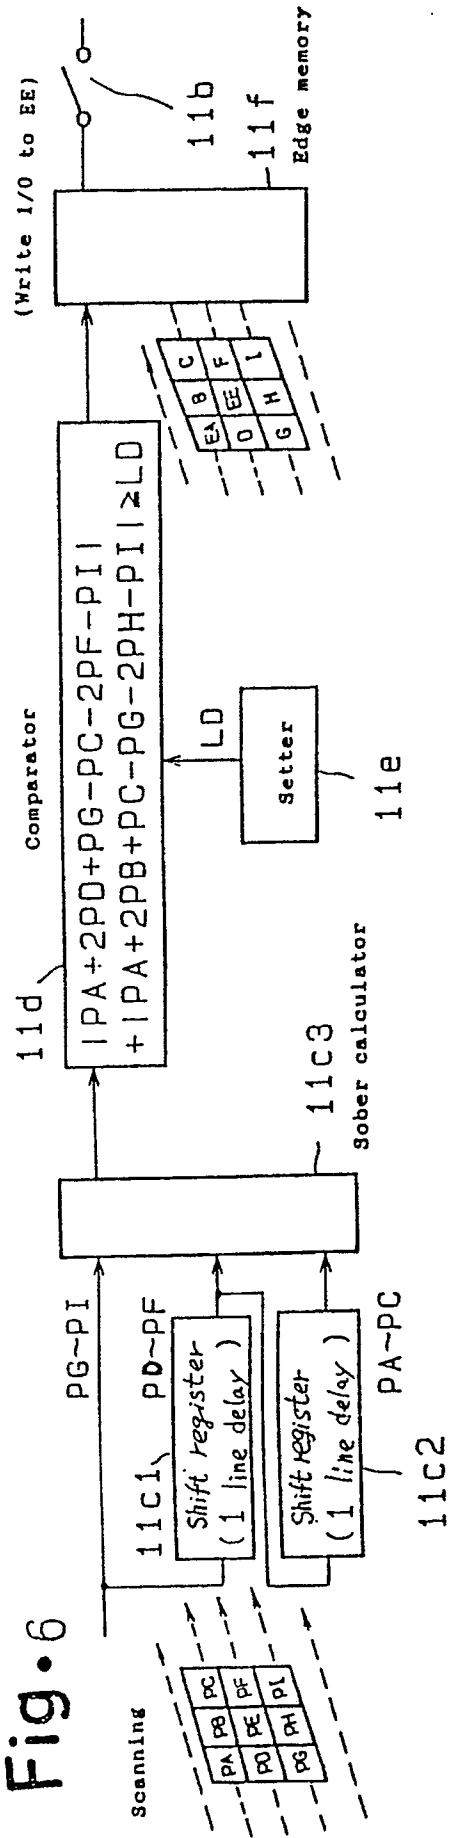 Fig. 6
Scanning
PA PB PC
PD PE PF
PG PH PI
PG~PI
11c1
PD~PF
Shift register
( 1 line delay )
Shift register
( 1 line delay )
PA~PC
11c2
11c3
Sober calculator
11d
Comparator
|PA+2PD+PG-PC-2PF-PI|
+|PA+2PB+PC-PG-2PH-PI|≥LD
LD
Setter
11e
EA B C
D EE F
G H I
(Write 1/0 to EE)
11b
11f
Edge memory